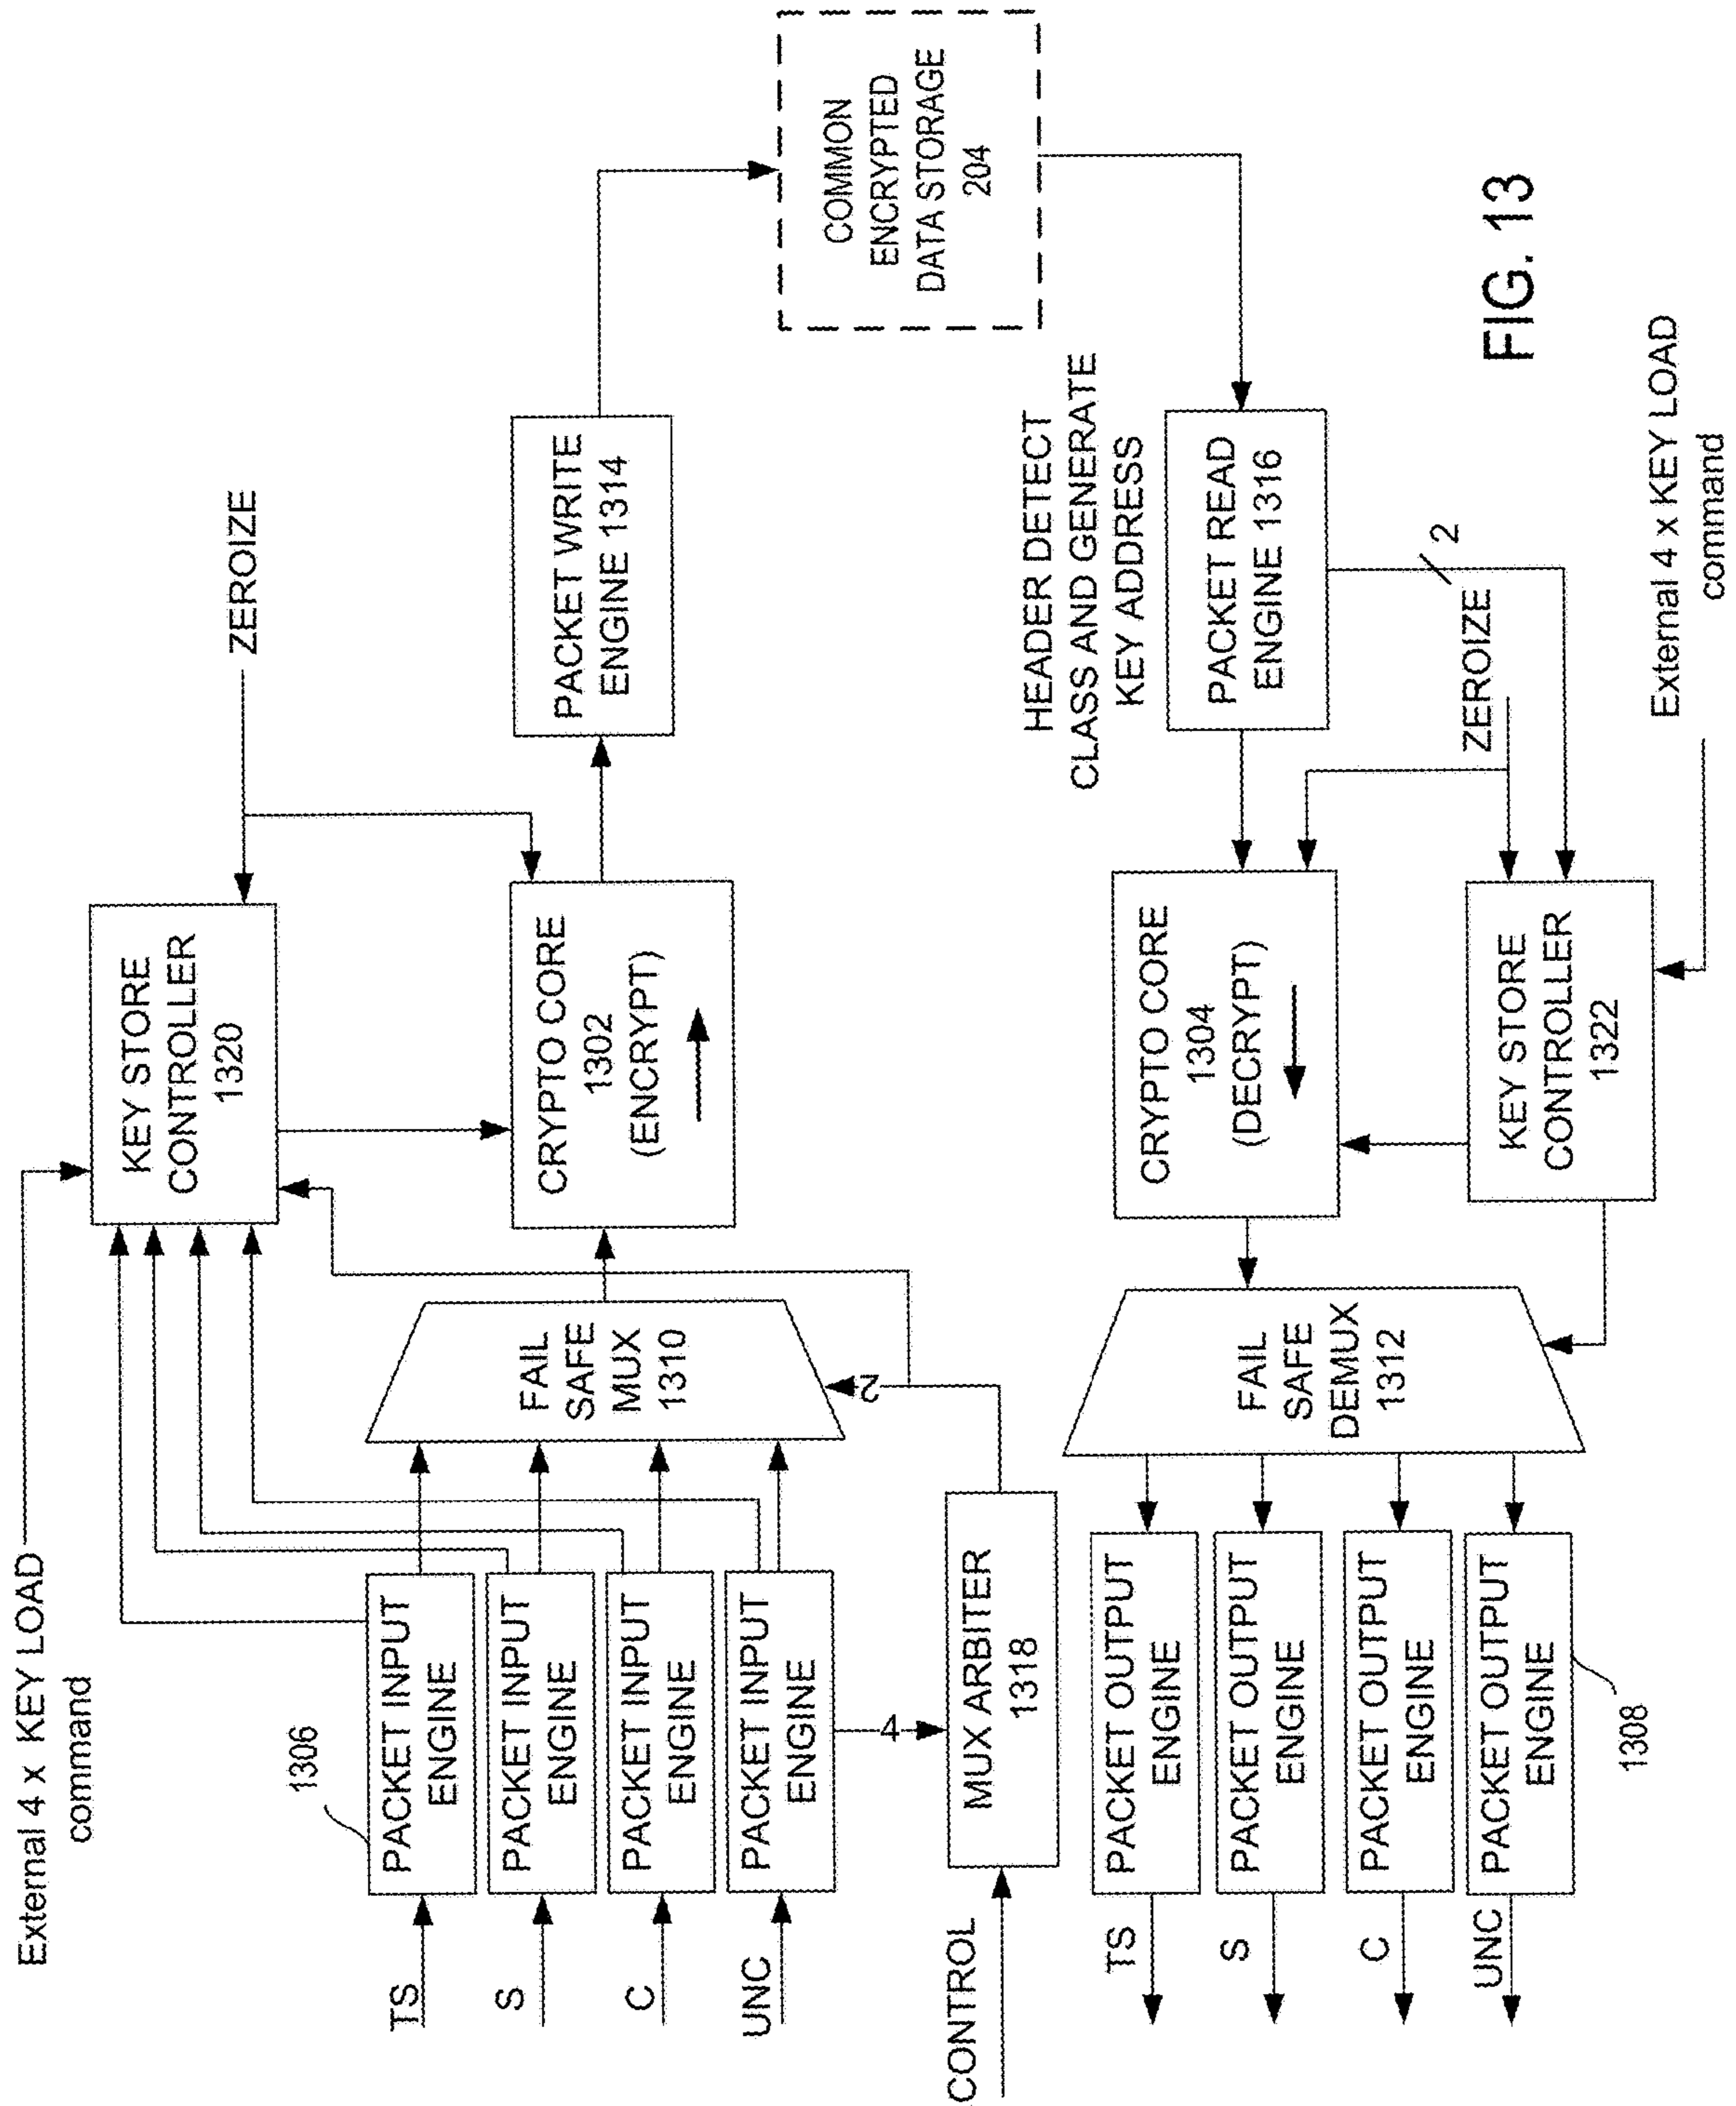 External 4 x KEY LOAD
command
ZEROIZE
KEY STORE
CONTROLLER
1320
1306
TS
PACKET INPUT
ENGINE
S
PACKET INPUT
ENGINE
C
PACKET INPUT
ENGINE
UNC
PACKET INPUT
ENGINE
FAIL
SAFE
MUX
1310
CRYPTO CORE
1302
(ENCRYPT)
PACKET WRITE
ENGINE 1314
2
4
CONTROL
MUX ARBITER
1318
COMMON
ENCRYPTED
DATA STORAGE
204
HEADER DETECT
CLASS AND GENERATE
KEY ADDRESS
TS
PACKET OUTPUT
ENGINE
S
PACKET OUTPUT
ENGINE
C
PACKET OUTPUT
ENGINE
UNC
PACKET OUTPUT
ENGINE
1308
FAIL
SAFE
DEMUX
1312
CRYPTO CORE
1304
(DECRYPT)
PACKET READ
ENGINE 1316
2
ZEROIZE
KEY STORE
CONTROLLER
1322
External 4 x KEY LOAD
command
FIG. 13